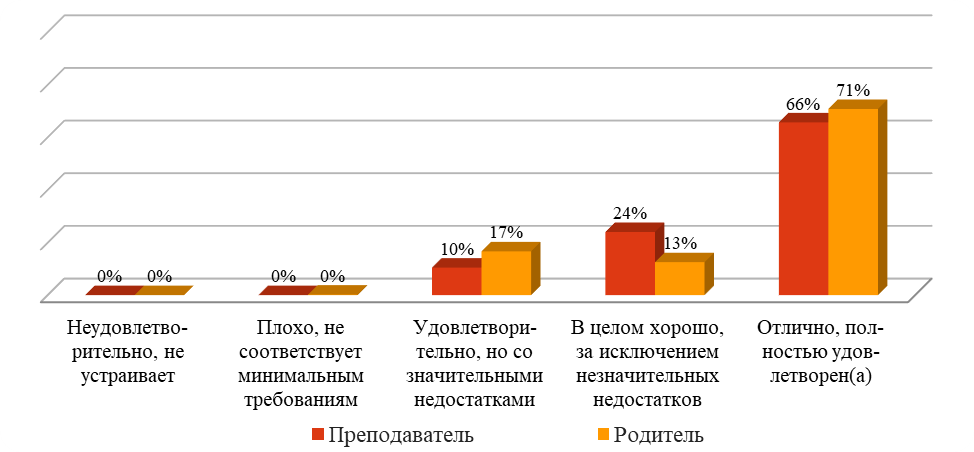 66% 71%
24% 13%
10% 17%
0% 0% 0% 0%
Неудовлетво-
рительно, не
устраивает
Плохо, не
соответствует
минимальным
требованиям
Удовлетвори-
тельно, но со
значительными
недостатками
В целом хорошо,
за исключением
незначительных
недостатков
Отлично, пол-
ностью удов-
летворен(а)
Преподаватель Родитель